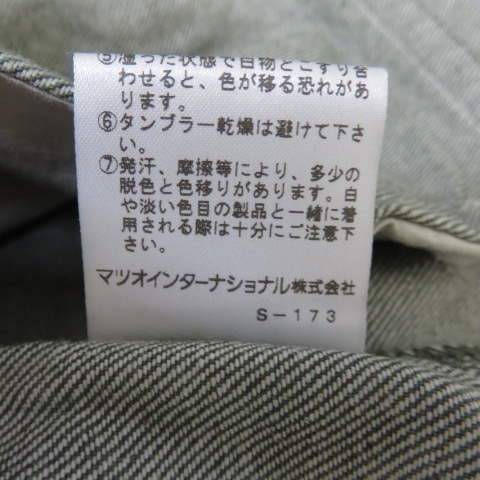 ⑤湿った状態で白物とこすり合
わせると、色が移る恐れがあ
ります。
⑥タンブラー乾燥は避けて下さ
い。
⑦発汗、摩擦等により、多少の
脱色と色移りがあります。白
や淡い色目の製品と一緒に着
用される際は十分にご注意下
さい。
マツオインターナショナル株式会社
S-173